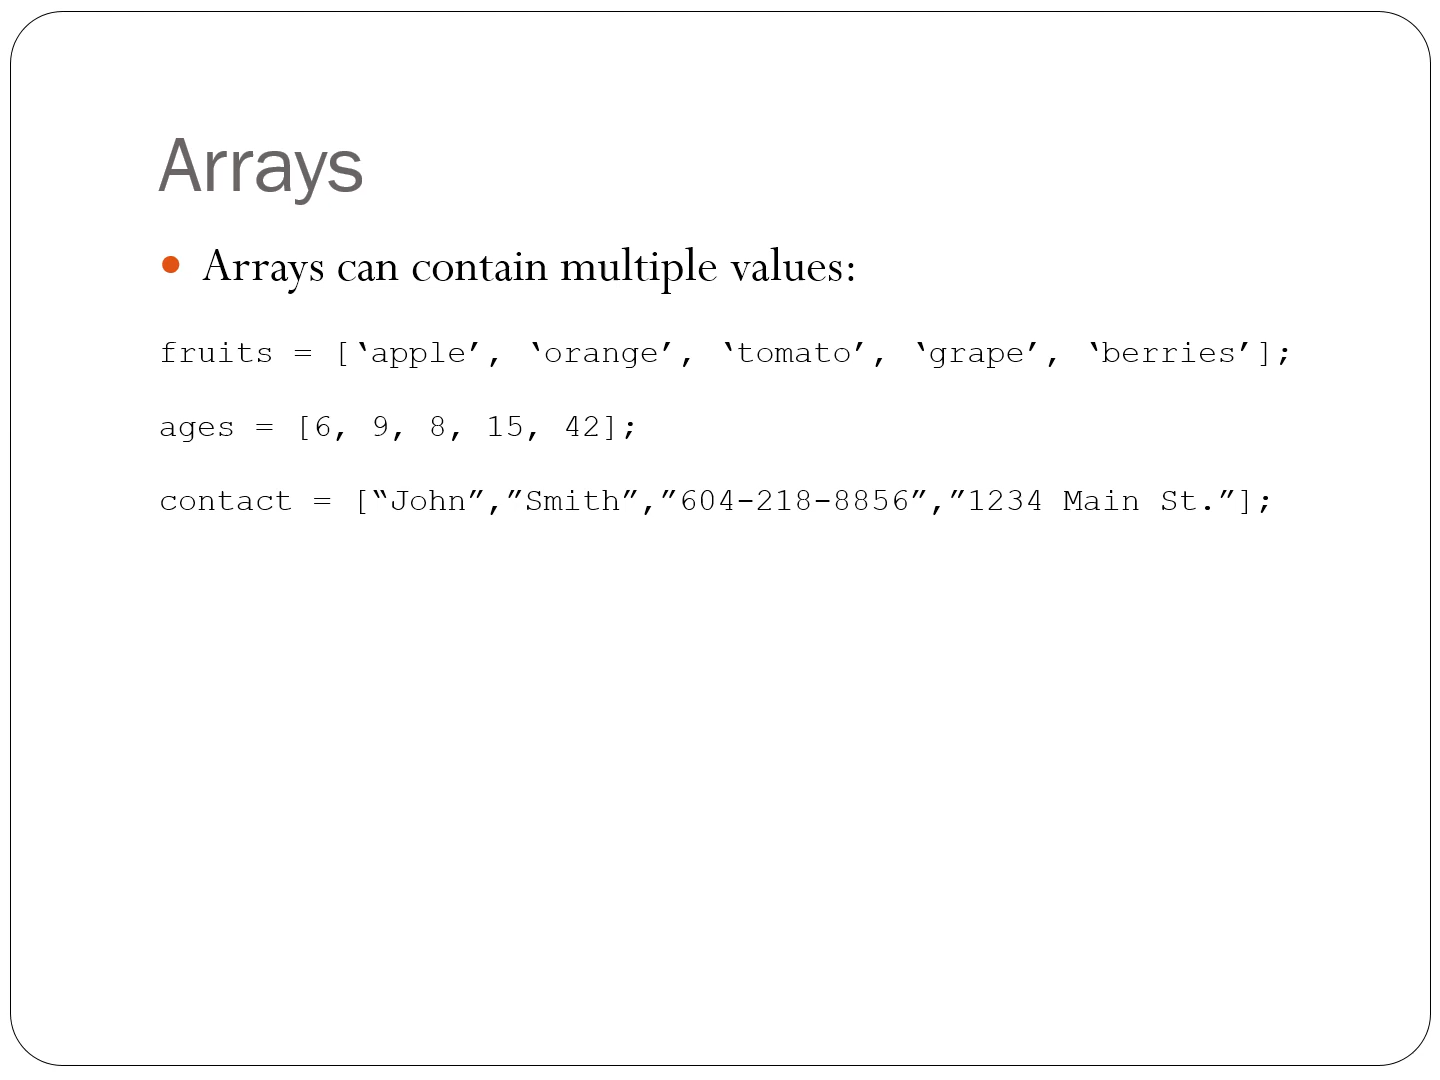 Arrays
• Arrays can contain multiple values:
fruits = [‘apple’, ‘orange’, ‘tomato’, ‘grape’, ‘berries’];
ages = [6, 9, 8, 15, 42];
contact = [“John”,”Smith”,”604-218-8856”,”1234 Main St.”];